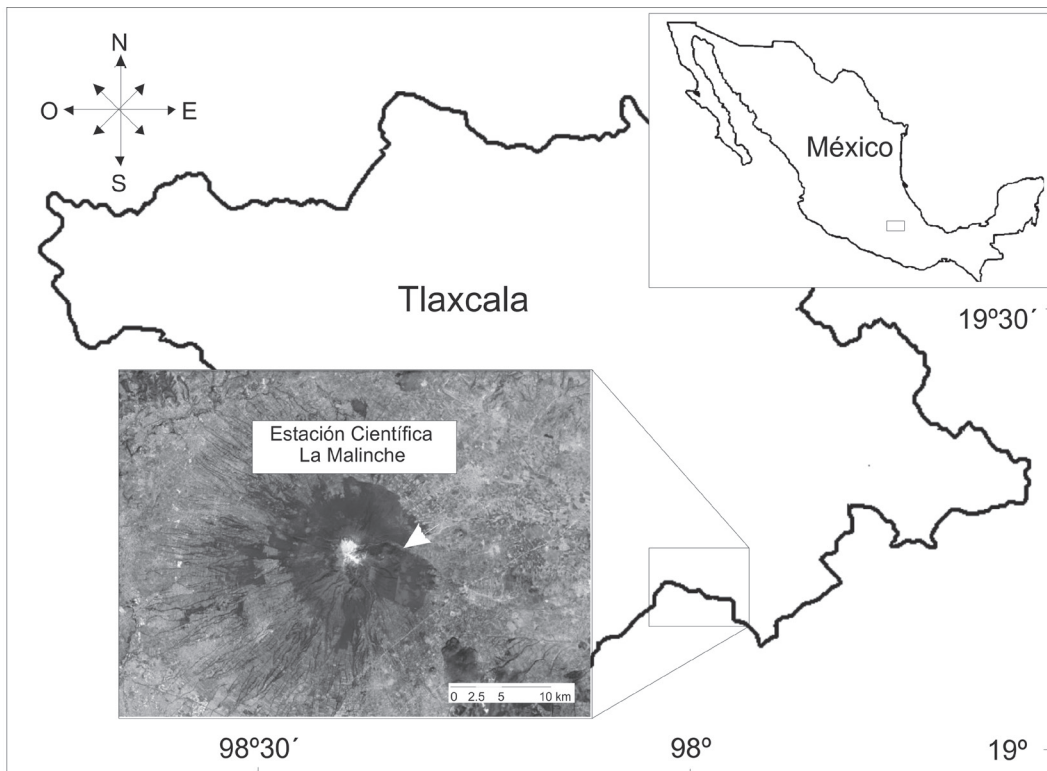 N
O
E
S
México
Tlaxcala
19º30´
Estación Científica
La Malinche
0 2.5 5 10 km
98º30´
98º
19º